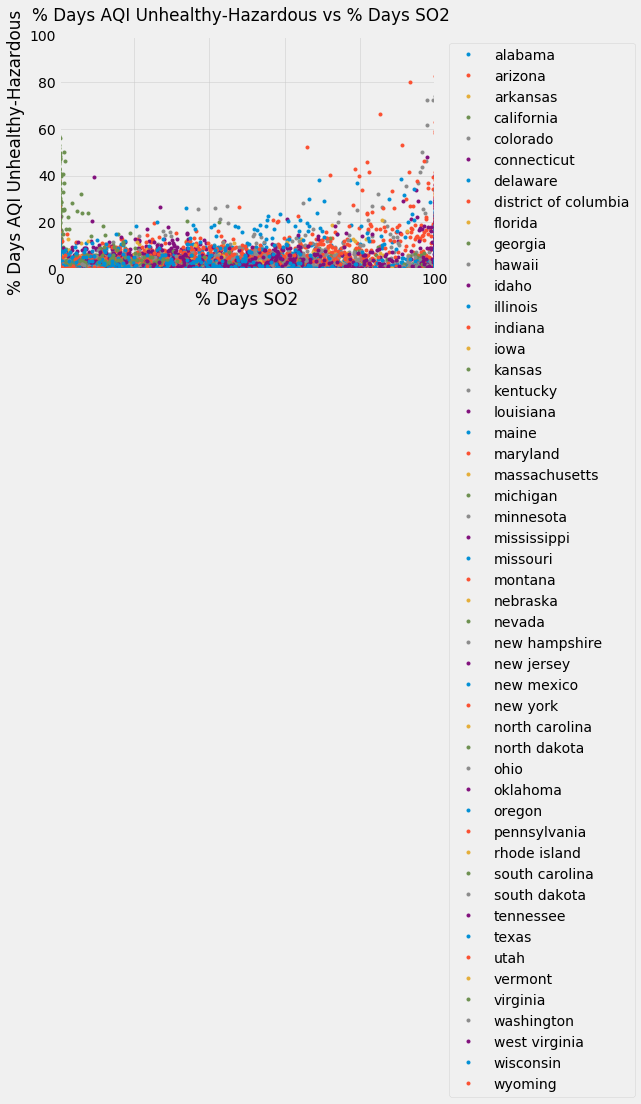 % Days AQI Unhealthy-Hazardous vs % Days SO2
% Days AQI Unhealthy-Hazardous
100
80
60
40
20
0
0 20 40 60 80 100
% Days SO2
alabama
arizona
arkansas
california
colorado
connecticut
delaware
district of columbia
florida
georgia
hawaii
idaho
illinois
indiana
iowa
kansas
kentucky
louisiana
maine
maryland
massachusetts
michigan
minnesota
mississippi
missouri
montana
nebraska
nevada
new hampshire
new jersey
new mexico
new york
north carolina
north dakota
ohio
oklahoma
oregon
pennsylvania
rhode island
south carolina
south dakota
tennessee
texas
utah
vermont
virginia
washington
west virginia
wisconsin
wyoming